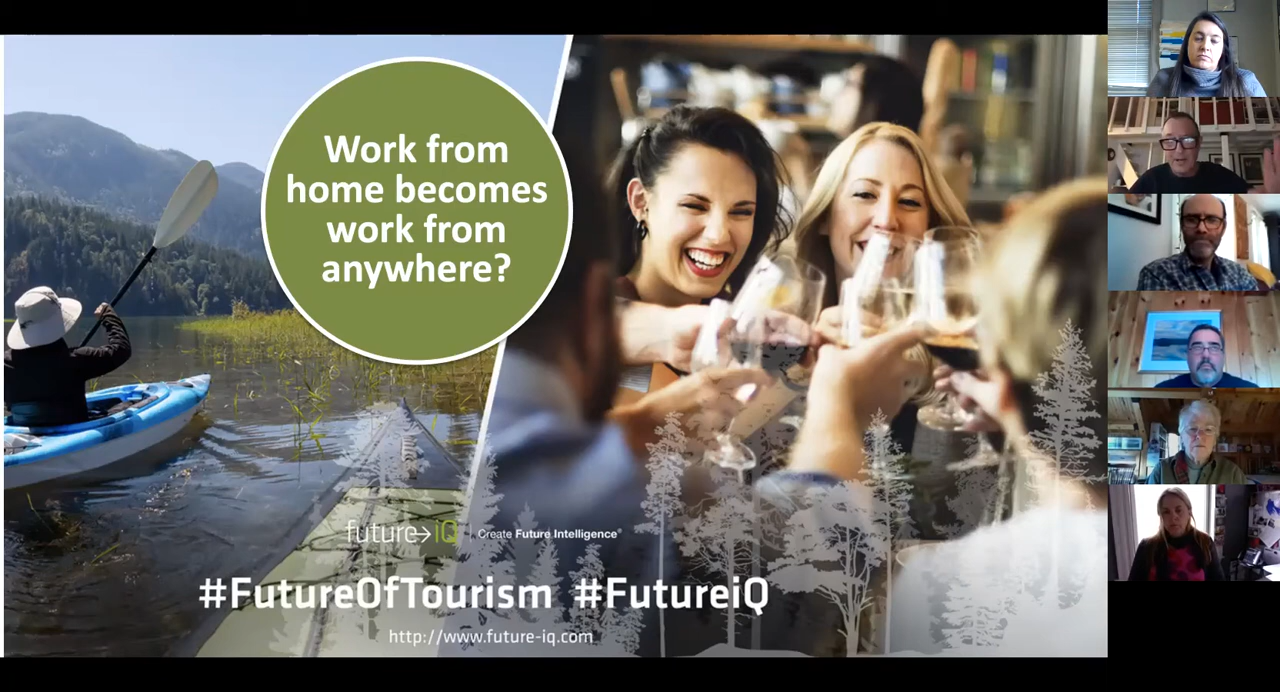 Work from
home becomes
work from
anywhere?
future→iQ | Create Future Intelligence®
#FutureOfTourism #FutureiQ
http://www.future-iq.com